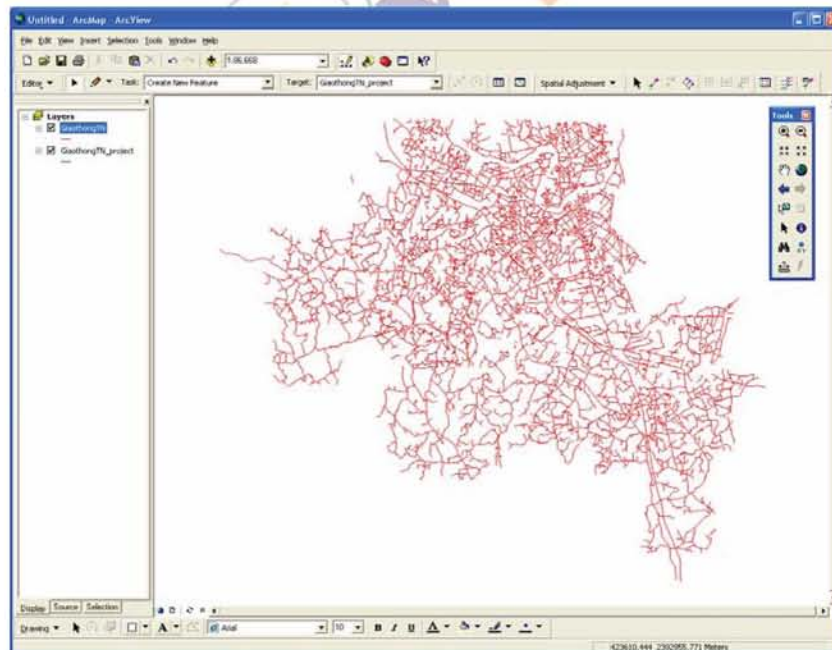 Untitled - ArcMap - ArcView
File Edit View Insert Selection Tools Window Help
1:86,668
Editor Task: Create New Feature Target: GiaothongTN_project Spatial Adjustment
Layers
GiaothongTN
GiaothongTN_project
Tools
Display Source Selection
Drawing A Arial 10 B I U A
423610.444 2392955.771 Meters